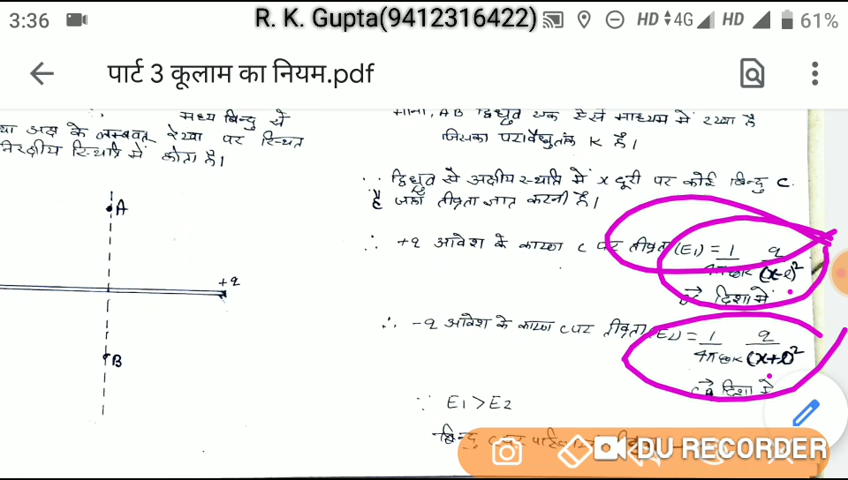 3:36 R. K. Gupta(9412316422) HD 4G HD 61%
पार्ट 3 कूलाम का नियम.pdf
मध्य बिन्दु से
या अक्ष के लम्बवत् रेखा पर स्थित
निरक्षीय स्थिति में होता है।
A
+q
B
माना, AB द्विध्रुव एक ऐसे माध्यम में रखा है
जिसका परावैद्युतांक K है।
∴ द्विध्रुव से अक्षीय स्थिति में x दूरी पर कोई बिन्दु C
है जहाँ तीव्रता ज्ञात करनी है।
∴ +q आवेश के कारण C पर तीव्रता (E1) = 1/4πε0K q/(x-l)²
दिशा में
∴ -q आवेश के कारण C पर तीव्रता (E2) = 1/4πε0K q/(x+l)²
दिशा में
∵ E1 > E2
बिन्दु C पर
DU RECORDER